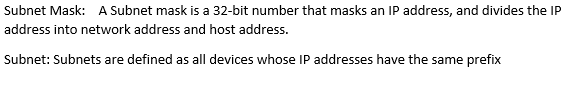 Subnet Mask:   A Subnet mask is a 32-bit number that masks an IP address, and divides the IP
address into network address and host address.
Subnet: Subnets are defined as all devices whose IP addresses have the same prefix